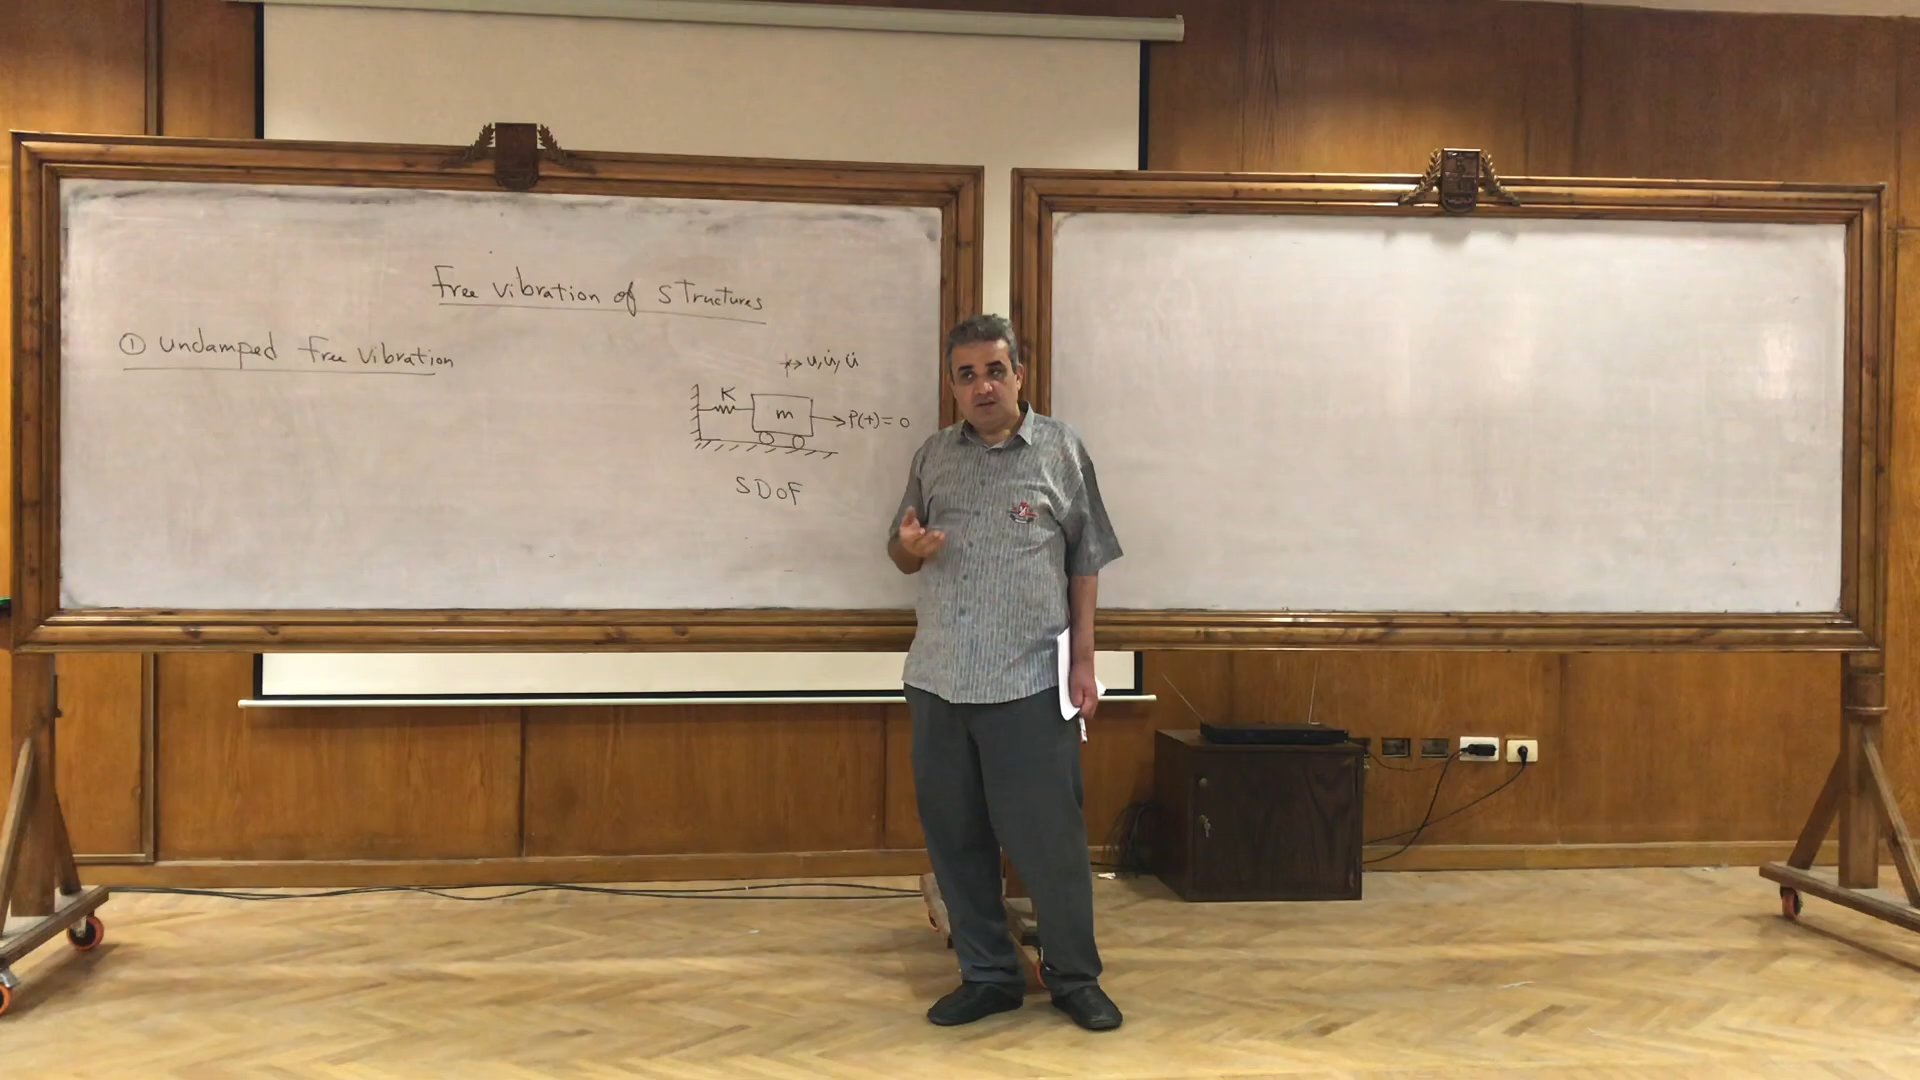 Free vibration of structures
① undamped free vibration
u, u̇, ü
K
m
P(t) = 0
SDOF